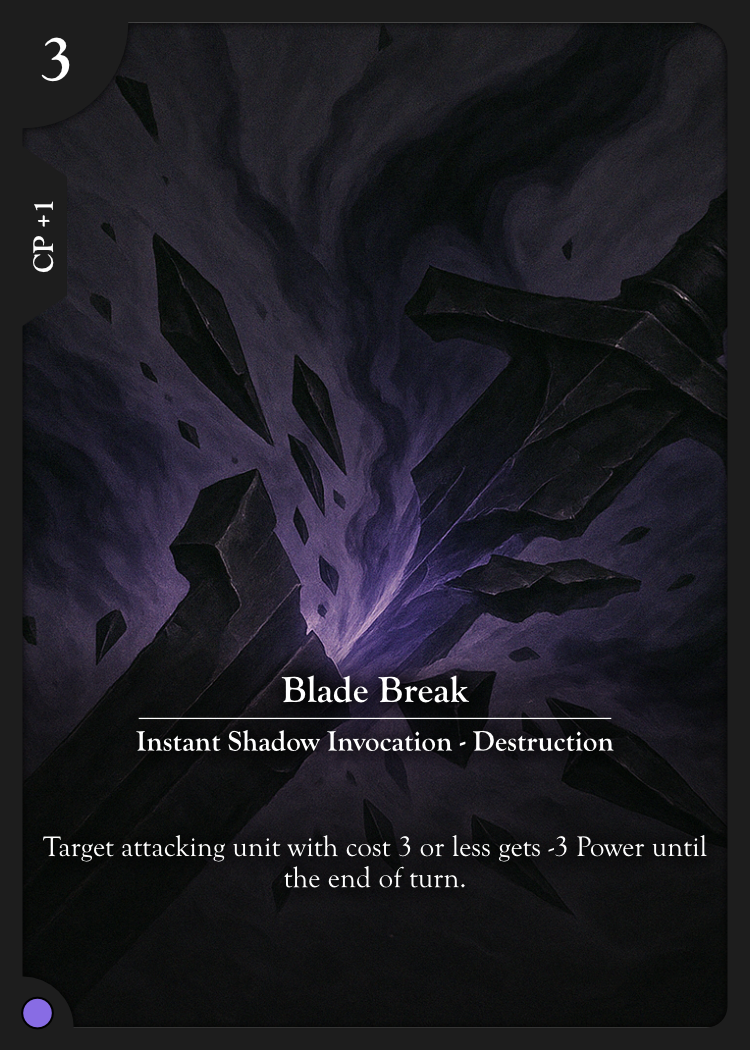 3
CP +1
Blade Break
Instant Shadow Invocation - Destruction
Target attacking unit with cost 3 or less gets -3 Power until
the end of turn.